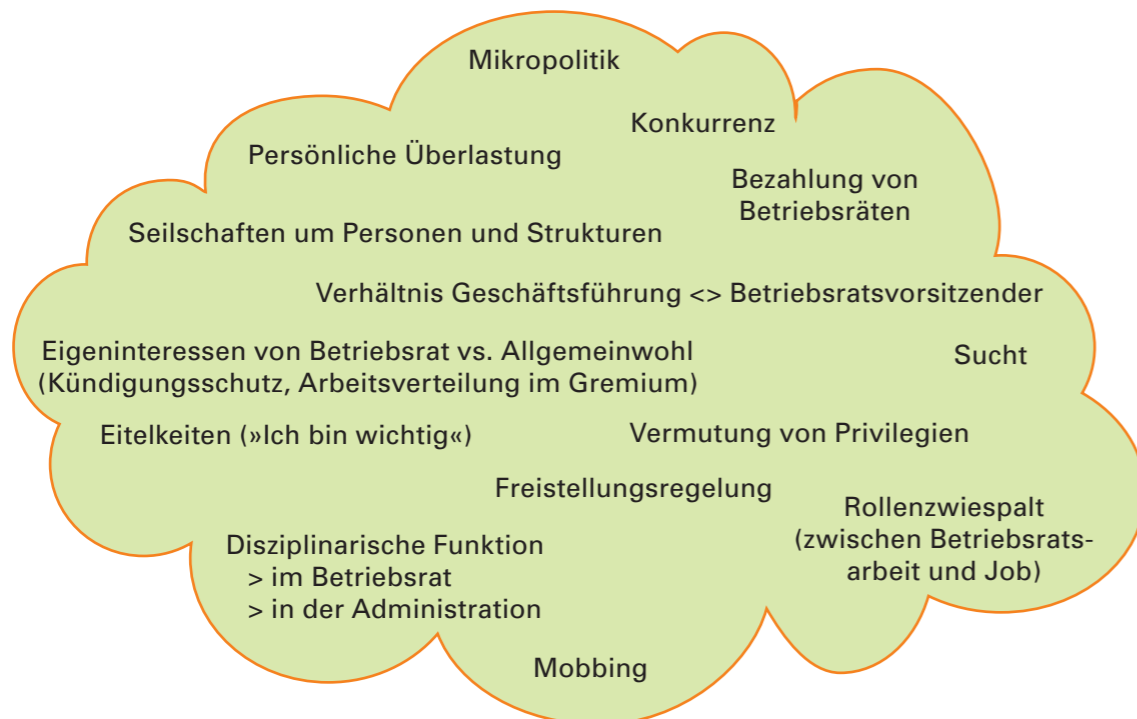 Mikropolitik
Konkurrenz
Persönliche Überlastung
Bezahlung von
Betriebsräten
Seilschaften um Personen und Strukturen
Verhältnis Geschäftsführung <> Betriebsratsvorsitzender
Eigeninteressen von Betriebsrat vs. Allgemeinwohl
(Kündigungsschutz, Arbeitsverteilung im Gremium)
Sucht
Eitelkeiten (»Ich bin wichtig«)
Vermutung von Privilegien
Freistellungsregelung
Rollenzwiespalt
(zwischen Betriebsrats-
arbeit und Job)
Disziplinarische Funktion
> im Betriebsrat
> in der Administration
Mobbing